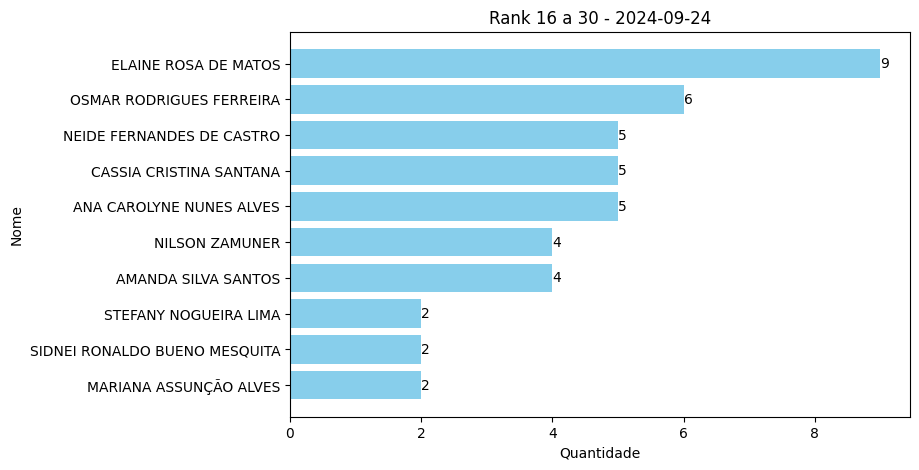 Rank 16 a 30 - 2024-09-24
ELAINE ROSA DE MATOS 9
OSMAR RODRIGUES FERREIRA 6
NEIDE FERNANDES DE CASTRO 5
CASSIA CRISTINA SANTANA 5
ANA CAROLYNE NUNES ALVES 5
NILSON ZAMUNER 4
AMANDA SILVA SANTOS 4
STEFANY NOGUEIRA LIMA 2
SIDNEI RONALDO BUENO MESQUITA 2
MARIANA ASSUNÇÃO ALVES 2
Nome
0 2 4 6 8
Quantidade